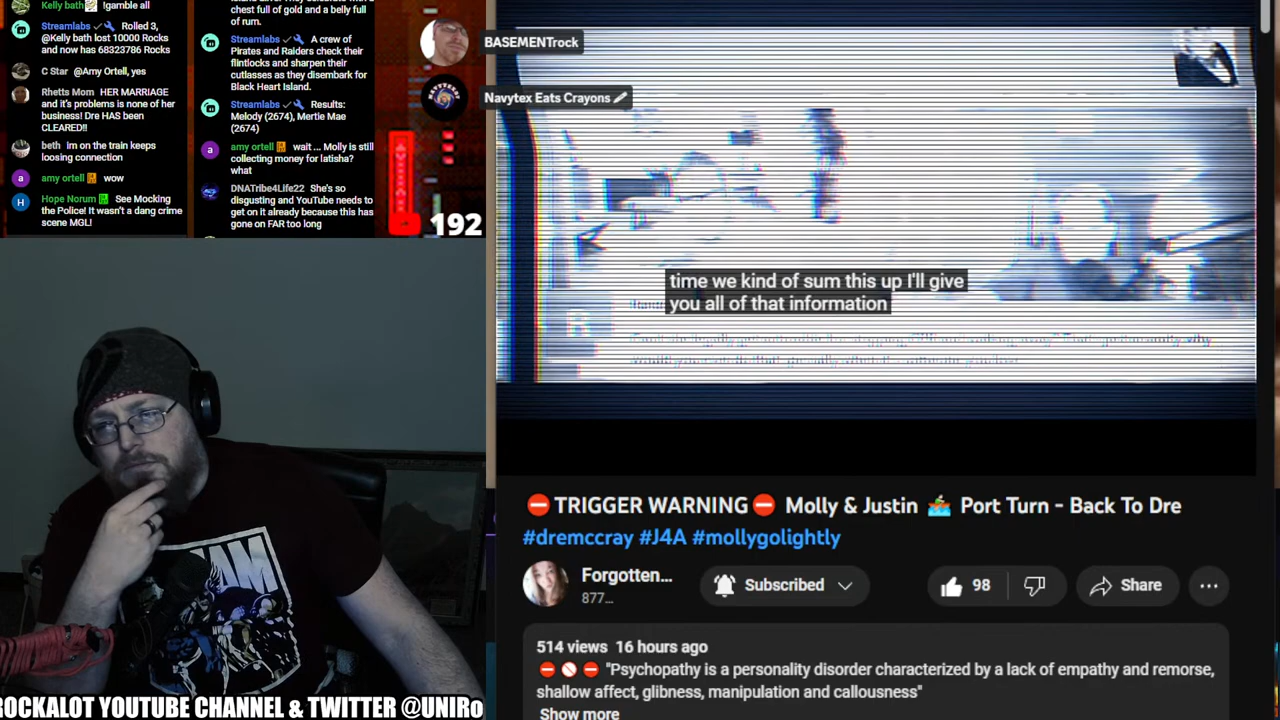 Kelly bath !gamble all
Streamlabs Rolled 3,
@Kelly bath lost 10000 Rocks
and now has 68323786 Rocks
C Star @Amy Ortell, yes
Rhetts Mom HER MARRIAGE
and it's problems is none of her
business! Dre HAS been
CLEARED!!
beth im on the train keeps
loosing connection
amy ortell wow
Hope Norum See Mocking
the Police! It wasn't a dang crime
scene MGL!
chest full of gold and a belly full
of rum.
Streamlabs A crew of
Pirates and Raiders check their
flintlocks and sharpen their
cutlasses as they disembark for
Black Heart Island.
Streamlabs Results:
Melody (2674), Mertie Mae
(2674)
amy ortell wait ... Molly is still
collecting money for latisha?
what
DNATribe4Life22 She's so
disgusting and YouTube needs to
get on it already because this has
gone on FAR too long
192
BASEMENTrock
Navytex Eats Crayons
time we kind of sum this up I'll give
you all of that information
⛔TRIGGER WARNING⛔ Molly & Justin 🚣 Port Turn - Back To Dre
#dremccray #J4A #mollygolightly
Forgotten...
877...
Subscribed
98
Share
514 views 16 hours ago
⛔🚫⛔ "Psychopathy is a personality disorder characterized by a lack of empathy and remorse,
shallow affect, glibness, manipulation and callousness"
Show more
ROCKALOT YOUTUBE CHANNEL & TWITTER @UNIRo